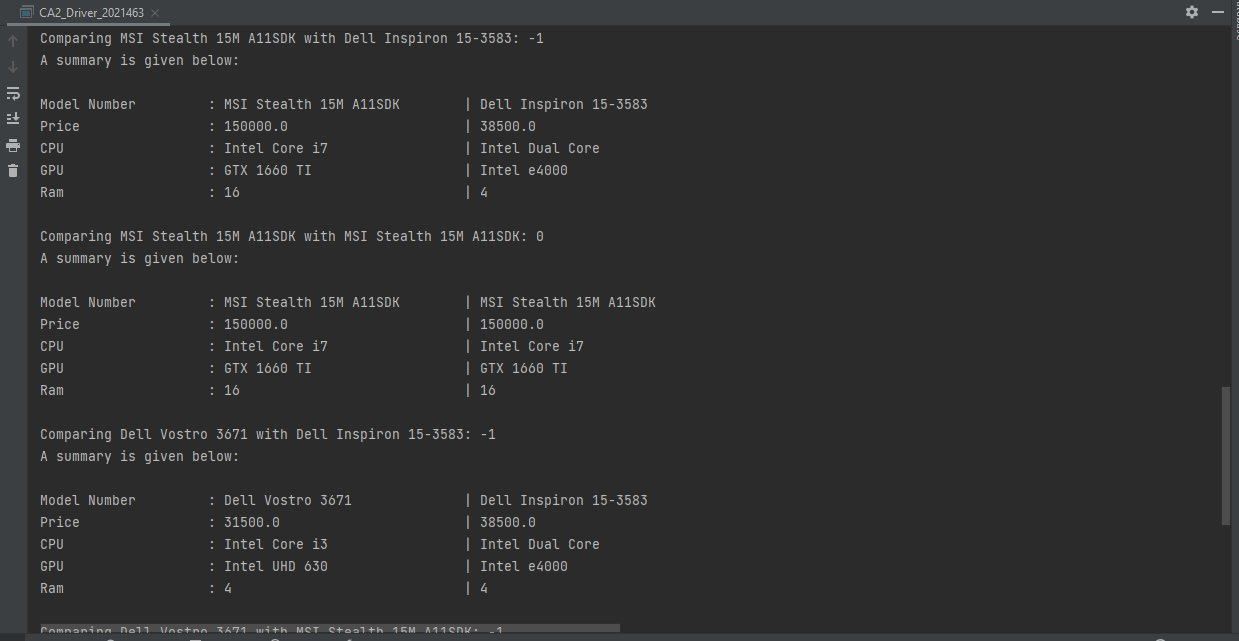 CA2_Driver_2021463
Comparing MSI Stealth 15M A11SDK with Dell Inspiron 15-3583: -1
A summary is given below:
Model Number : MSI Stealth 15M A11SDK | Dell Inspiron 15-3583
Price : 150000.0 | 38500.0
CPU : Intel Core i7 | Intel Dual Core
GPU : GTX 1660 TI | Intel e4000
Ram : 16 | 4
Comparing MSI Stealth 15M A11SDK with MSI Stealth 15M A11SDK: 0
A summary is given below:
Model Number : MSI Stealth 15M A11SDK | MSI Stealth 15M A11SDK
Price : 150000.0 | 150000.0
CPU : Intel Core i7 | Intel Core i7
GPU : GTX 1660 TI | GTX 1660 TI
Ram : 16 | 16
Comparing Dell Vostro 3671 with Dell Inspiron 15-3583: -1
A summary is given below:
Model Number : Dell Vostro 3671 | Dell Inspiron 15-3583
Price : 31500.0 | 38500.0
CPU : Intel Core i3 | Intel Dual Core
GPU : Intel UHD 630 | Intel e4000
Ram : 4 | 4
Comparing Dell Vostro 3671 with MSI Stealth 15M A11SDK: -1